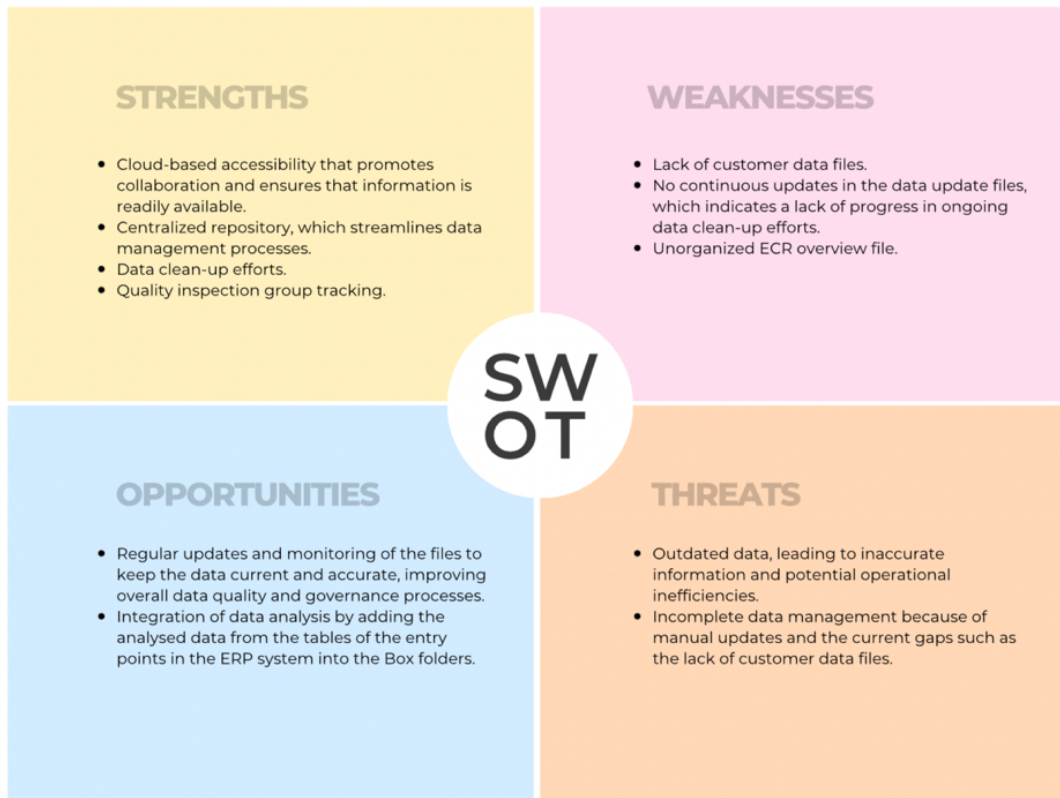 STRENGTHS
• Cloud-based accessibility that promotes
collaboration and ensures that information is
readily available.
• Centralized repository, which streamlines data
management processes.
• Data clean-up efforts.
• Quality inspection group tracking.
WEAKNESSES
• Lack of customer data files.
• No continuous updates in the data update files,
which indicates a lack of progress in ongoing
data clean-up efforts.
• Unorganized ECR overview file.
SW
OT
OPPORTUNITIES
• Regular updates and monitoring of the files to
keep the data current and accurate, improving
overall data quality and governance processes.
• Integration of data analysis by adding the
analysed data from the tables of the entry
points in the ERP system into the Box folders.
THREATS
• Outdated data, leading to inaccurate
information and potential operational
inefficiencies.
• Incomplete data management because of
manual updates and the current gaps such as
the lack of customer data files.